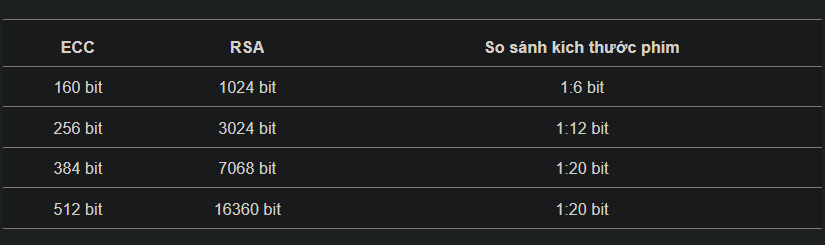 ECC RSA So sánh kích thước phím
160 bit 1024 bit 1:6 bit
256 bit 3024 bit 1:12 bit
384 bit 7068 bit 1:20 bit
512 bit 16360 bit 1:20 bit